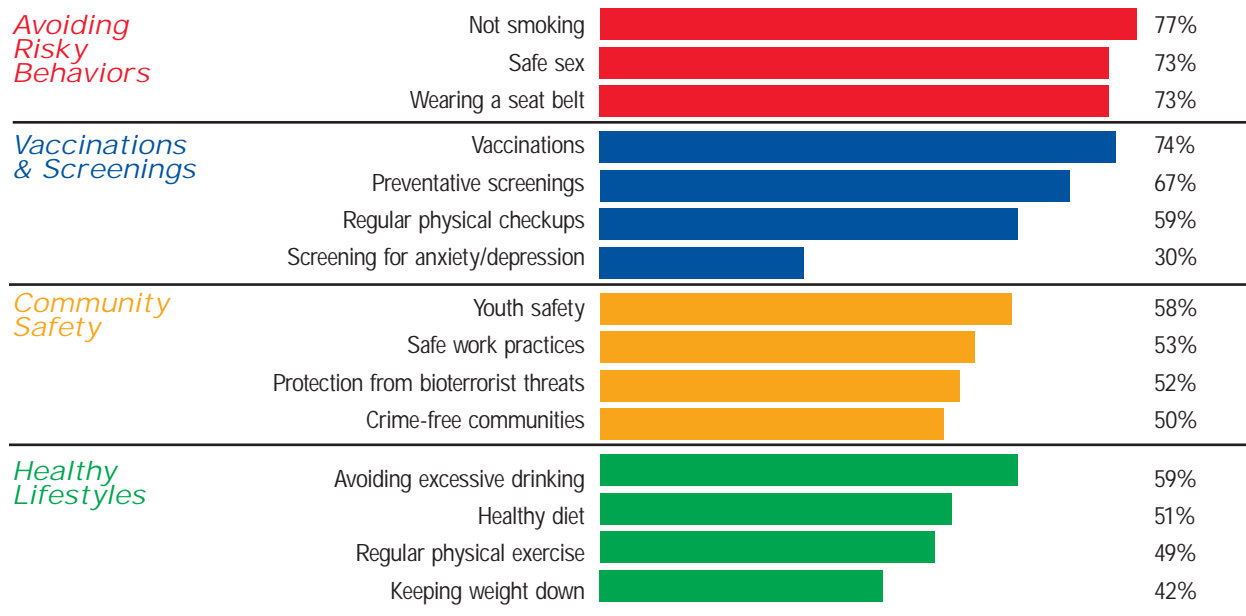 Avoiding
Risky
Behaviors
Not smoking 77%
Safe sex 73%
Wearing a seat belt 73%
Vaccinations
& Screenings
Vaccinations 74%
Preventative screenings 67%
Regular physical checkups 59%
Screening for anxiety/depression 30%
Community
Safety
Youth safety 58%
Safe work practices 53%
Protection from bioterrorist threats 52%
Crime-free communities 50%
Healthy
Lifestyles
Avoiding excessive drinking 59%
Healthy diet 51%
Regular physical exercise 49%
Keeping weight down 42%